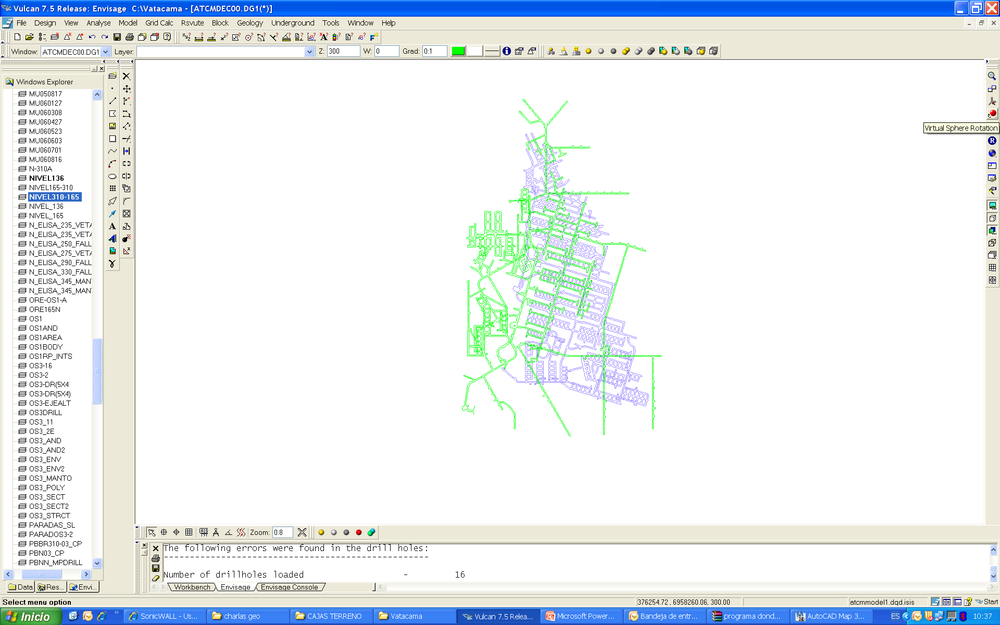 Vulcan 7.5 Release: Envisage C:\Vatacama - [ATCMDEC00.DG1(*)]
File Design View Analyse Model Grid Calc Rsvute Block Geology Underground Tools Window Help
Window: ATCMDEC00.DG1 Layer: Z: 300 W: 0 Grad: 0:1
Windows Explorer
MU050817
MU060127
MU060308
MU060427
MU060523
MU060603
MU060701
MU060816
N-310A
NIVEL136
NIVEL165-310
NIVEL310-165
NIVEL_136
NIVEL_165
N_ELISA_235_VETA
N_ELISA_235_VETA
N_ELISA_250_FALL
N_ELISA_275_VETA
N_ELISA_290_FALL
N_ELISA_330_FALL
N_ELISA_345_MAN
N_ELISA_345_MAN
ORE-OS1-A
ORE165N
OS1
OS1AND
OS1AREA
OS1BODY
OS1RP_INTS
OS3-16
OS3-2
OS3-DR(5X4
OS3-DR(5X4)
OS3-EJEALT
OS3DRILL
OS3_11
OS3_2E
OS3_AND
OS3_AND2
OS3_ENV
OS3_ENV2
OS3_MANTO
OS3_POLY
OS3_SECT
OS3_SECT2
OS3_STRCT
PARADAS_SL
PARADOS3-2
PBBR310-03_CP
PBN03_CP
PBNN_MPDRILL
Data Res... Envi...
Virtual Sphere Rotation
Zoom: 0.8
The following errors were found in the drill holes:
---------------------------------------------------
Number of drillholes loaded - 16
Workbench Envisage Envisage Console
Select menu option
376254.72 , 6958260.06, 300.00
atcmmodel1.dqd.isis
Start
Inicio
SonicWALL - Us...
charlas geo
CAJAS TERRENO
Vatacama
Vulcan 7.5 Relea...
Microsoft Power...
Bandeja de entr...
programa dond...
AutoCAD Map 3...
ES
10:37